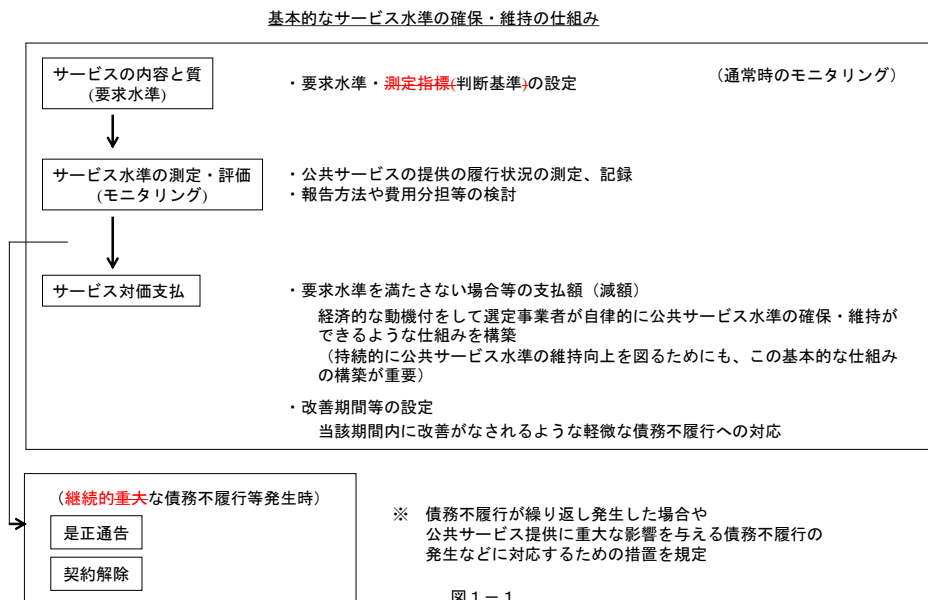 基本的なサービス水準の確保・維持の仕組み
サービスの内容と質
(要求水準)
・要求水準・測定指標(判断基準)の設定
（通常時のモニタリング）
サービス水準の測定・評価
(モニタリング)
・公共サービスの提供の履行状況の測定、記録
・報告方法や費用分担等の検討
サービス対価支払
・要求水準を満たさない場合等の支払額（減額）
経済的な動機付をして選定事業者が自律的に公共サービス水準の確保・維持が
できるような仕組みを構築
（持続的に公共サービス水準の維持向上を図るためにも、この基本的な仕組み
の構築が重要）
・改善期間等の設定
当該期間内に改善がなされるような軽微な債務不履行への対応
（継続的重大な債務不履行等発生時）
是正通告
契約解除
※　債務不履行が繰り返し発生した場合や
公共サービス提供に重大な影響を与える債務不履行の
発生などに対応するための措置を規定
図１－１